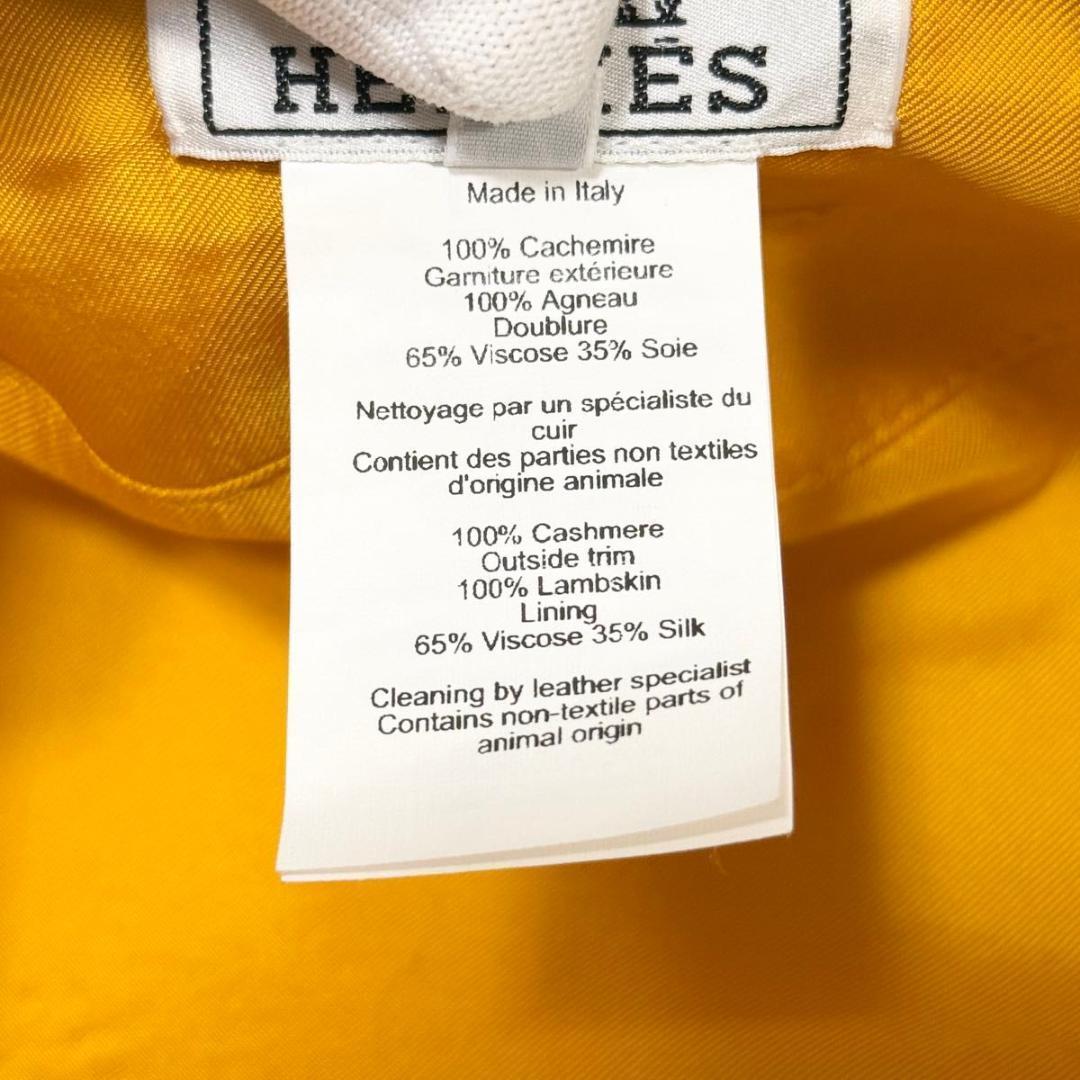 Made in Italy
100% Cachemire
Garniture extérieure
100% Agneau
Doublure
65% Viscose 35% Soie
Nettoyage par un spécialiste du
cuir
Contient des parties non textiles
d'origine animale
100% Cashmere
Outside trim
100% Lambskin
Lining
65% Viscose 35% Silk
Cleaning by leather specialist
Contains non-textile parts of
animal origin